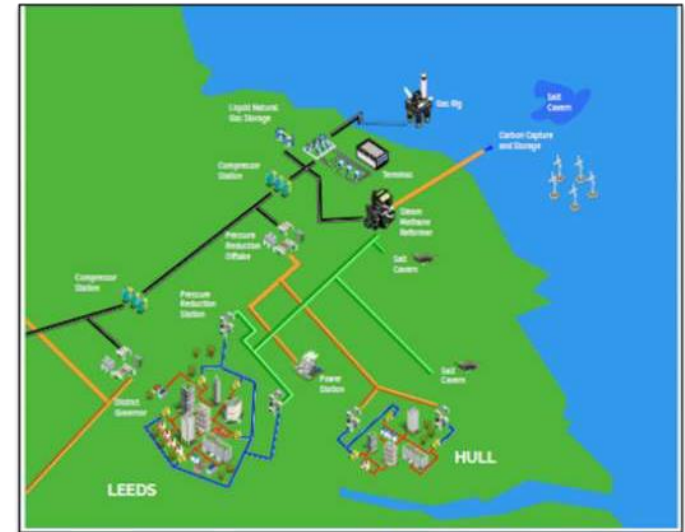 Liquid Natural
Gas Storage
Gas Rig
Salt
Cavern
Carbon Capture
and Storage
Compressor
Station
Terminus
Steam
Methane
Reformer
Pressure
Reduction
Offtake
Salt
Cavern
Compressor
Station
Pressure
Reduction
Station
Power
Station
Salt
Cavern
District
Governor
HULL
LEEDS